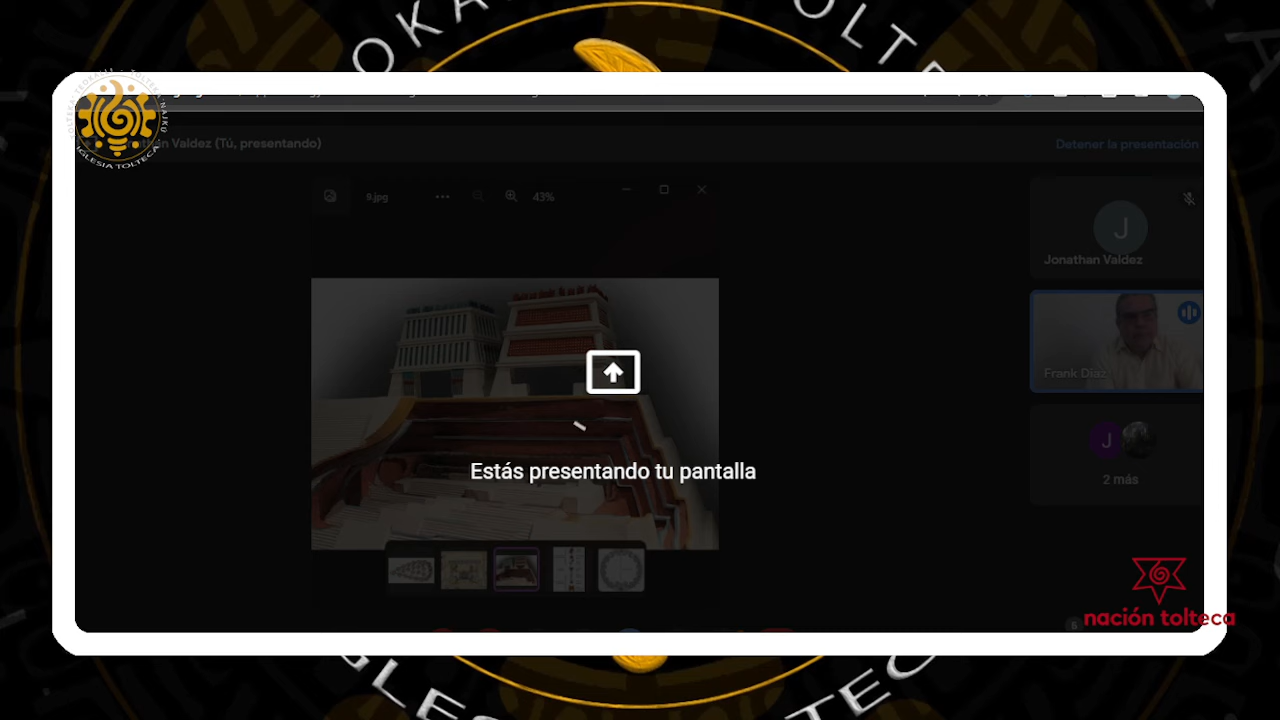 Valdez (Tú, presentando)
Detener la presentación
9.jpg
43%
J
Jonathan Valdez
Frank Díaz
J
2 más
Estás presentando tu pantalla
5
nación tolteca
IGLESIA TOLTECA